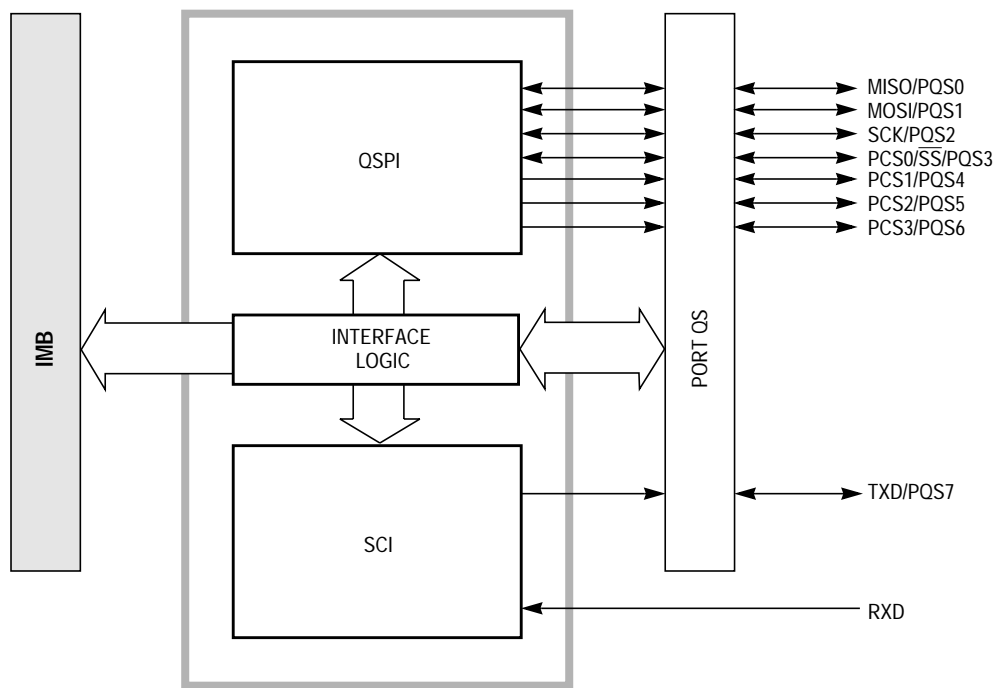 IMB
QSPI
INTERFACE
LOGIC
SCI
PORT QS
MISO/PQS0
MOSI/PQS1
SCK/PQS2
PCS0/S̅S̅/PQS3
PCS1/PQS4
PCS2/PQS5
PCS3/PQS6
TXD/PQS7
RXD